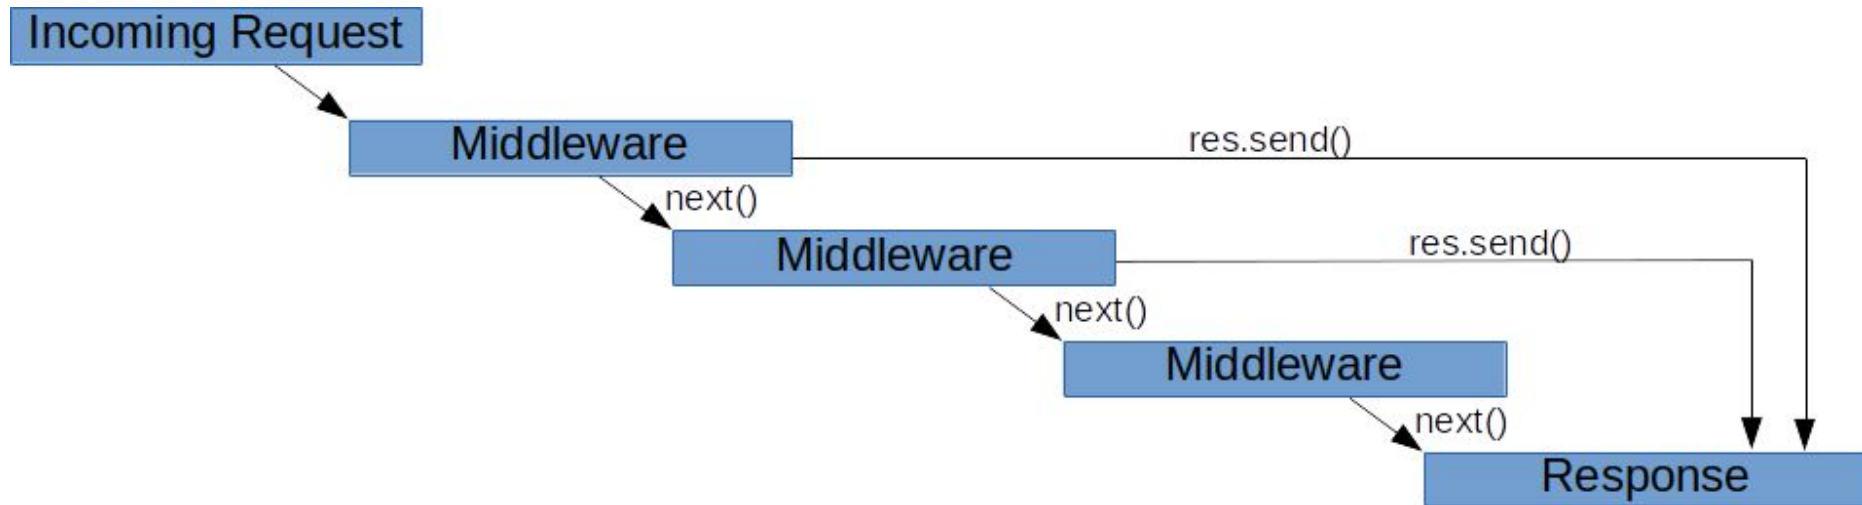 Incoming Request
Middleware
res.send()
next()
Middleware
res.send()
next()
Middleware
next()
Response